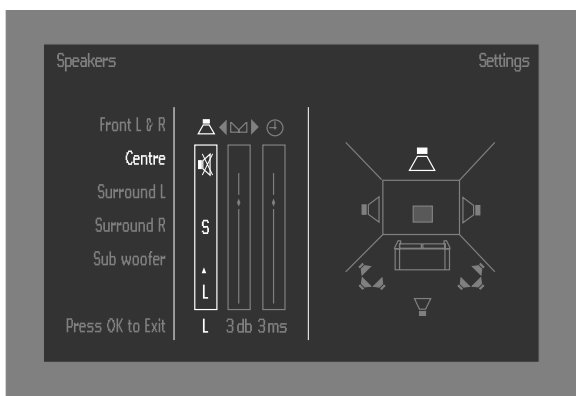 Speakers
Settings
Front L & R
Centre
Surround L
Surround R
S
Sub woofer
L
Press OK to Exit
L
3db
3ms